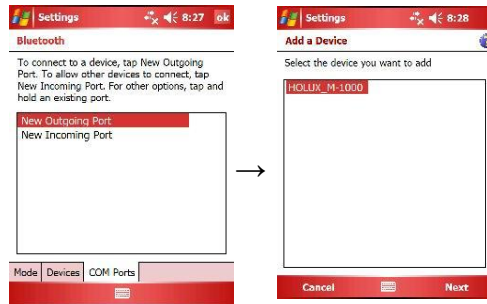 Settings 8:27 ok
Bluetooth
To connect to a device, tap New Outgoing
Port. To allow other devices to connect, tap
New Incoming Port. For other options, tap and
hold an existing port.
New Outgoing Port
New Incoming Port
Mode Devices COM Ports
→
Settings 8:28
Add a Device
Select the device you want to add
HOLUX_M-1000
Cancel Next